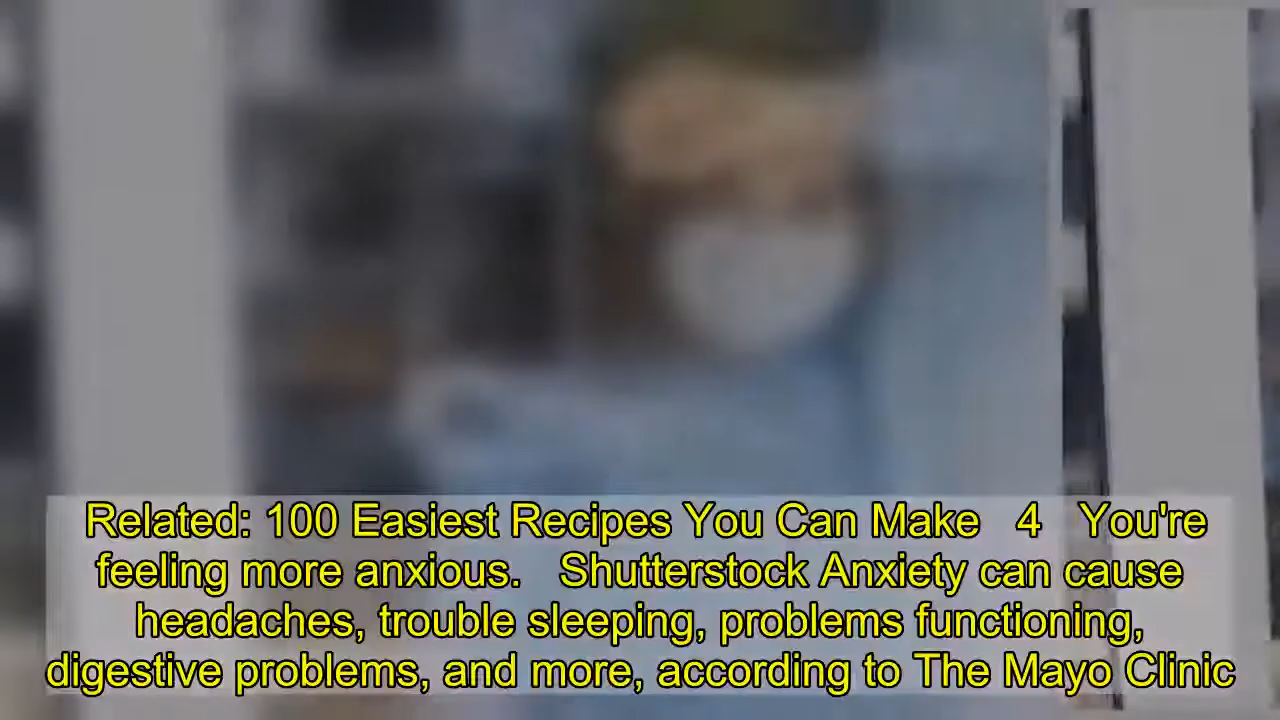 Related: 100 Easiest Recipes You Can Make 4 You're
feeling more anxious. Shutterstock Anxiety can cause
headaches, trouble sleeping, problems functioning,
digestive problems, and more, according to The Mayo Clinic